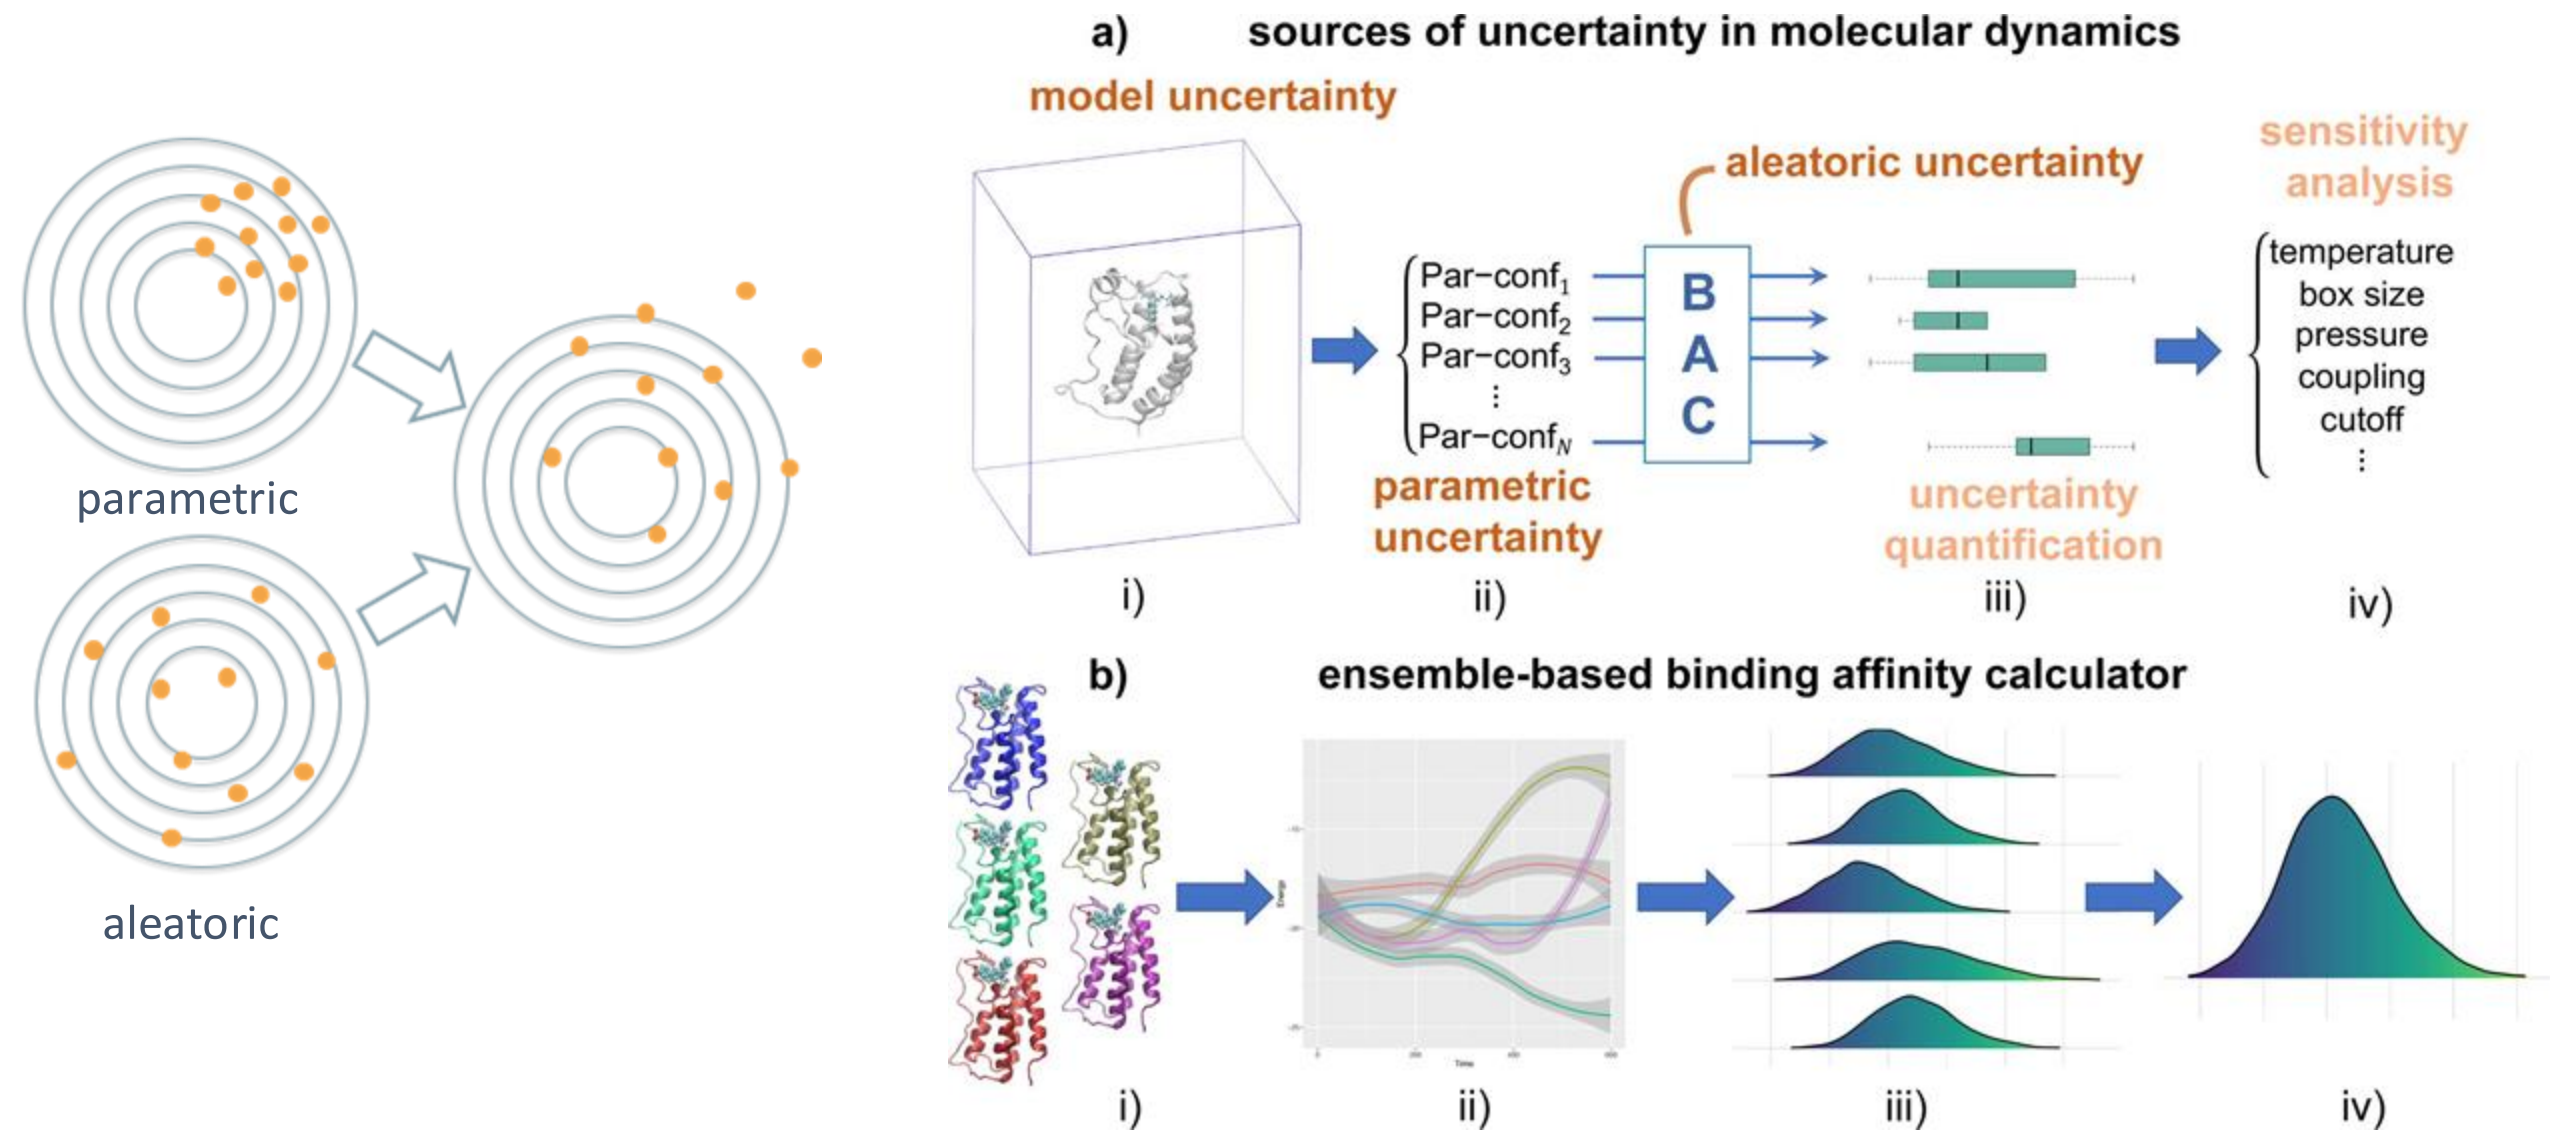 parametric
aleatoric
a) sources of uncertainty in molecular dynamics
model uncertainty
aleatoric uncertainty
sensitivity
analysis
Par−conf1
Par−conf2
Par−conf3
⋮
Par−confN
B
A
C
temperature
box size
pressure
coupling
cutoff
⋮
parametric
uncertainty
uncertainty
quantification
i) ii) iii) iv)
b) ensemble-based binding affinity calculator
Energy
Time
i) ii) iii) iv)